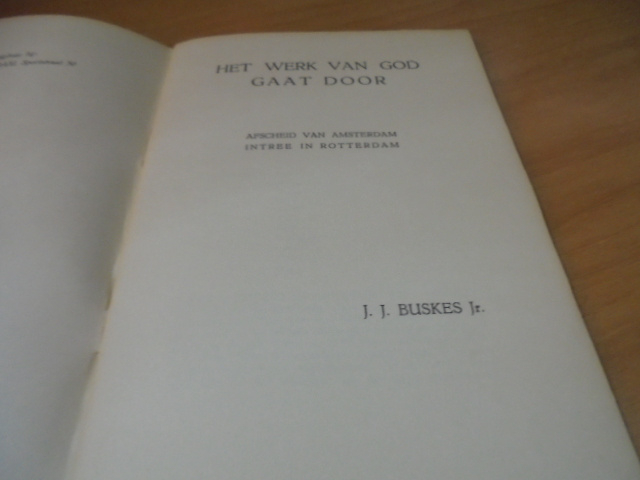 HET WERK VAN GOD
GAAT DOOR
AFSCHEID VAN AMSTERDAM
INTREE IN ROTTERDAM
J. J. BUSKES Jr.